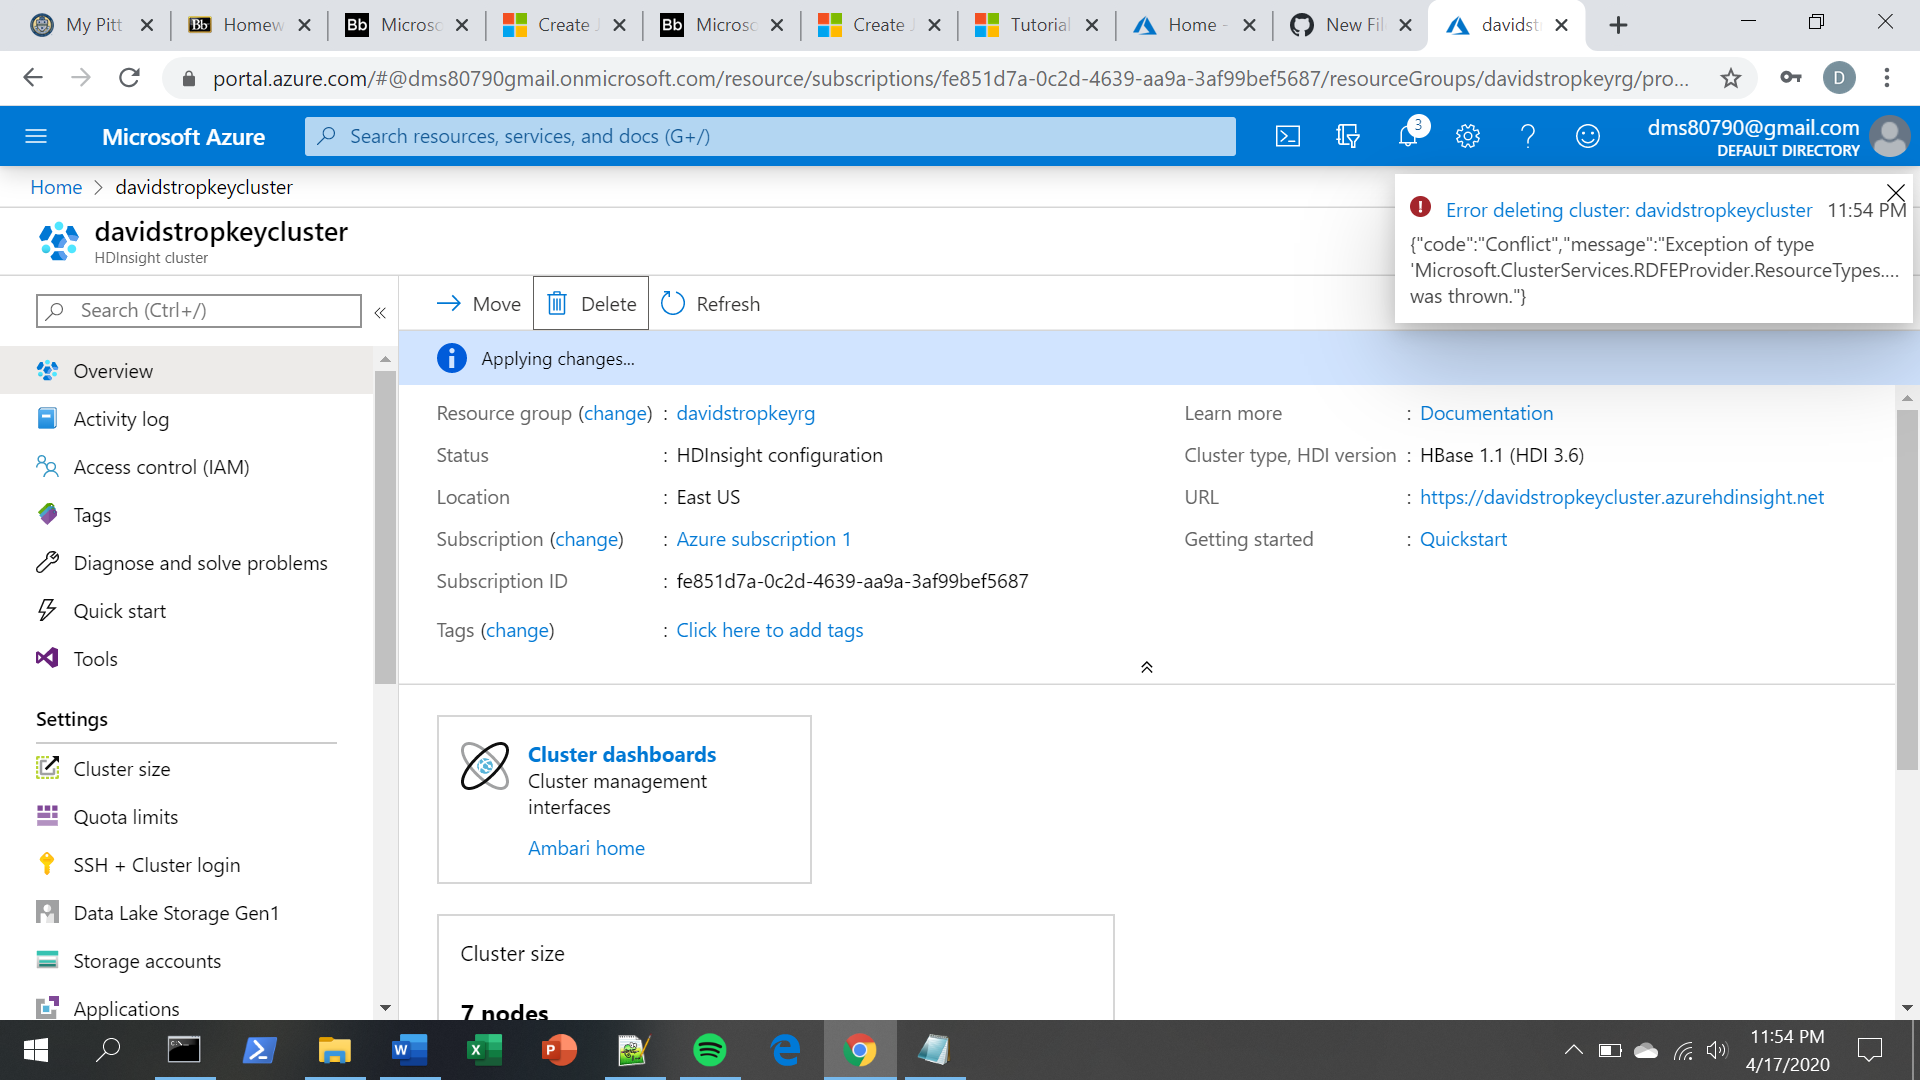 My Pitt
Homew
Microso
Create J
Microso
Create J
Tutorial
Home -
New Fil
davidst
portal.azure.com/#@dms80790gmail.onmicrosoft.com/resource/subscriptions/fe851d7a-0c2d-4639-aa9a-3af99bef5687/resourceGroups/davidstropkeyrg/pro...
D
Microsoft Azure
Search resources, services, and docs (G+/)
3
dms80790@gmail.com
DEFAULT DIRECTORY
Home > davidstropkeycluster
davidstropkeycluster
HDInsight cluster
Error deleting cluster: davidstropkeycluster 11:54 PM
{"code":"Conflict","message":"Exception of type
'Microsoft.ClusterServices.RDFEProvider.ResourceTypes....
was thrown."}
Search (Ctrl+/)
«
Overview
Activity log
Access control (IAM)
Tags
Diagnose and solve problems
Quick start
Tools
Settings
Cluster size
Quota limits
SSH + Cluster login
Data Lake Storage Gen1
Storage accounts
Applications
Move
Delete
Refresh
Applying changes...
Resource group (change) : davidstropkeyrg
Status : HDInsight configuration
Location : East US
Subscription (change) : Azure subscription 1
Subscription ID : fe851d7a-0c2d-4639-aa9a-3af99bef5687
Tags (change) : Click here to add tags
Learn more : Documentation
Cluster type, HDI version : HBase 1.1 (HDI 3.6)
URL : https://davidstropkeycluster.azurehdinsight.net
Getting started : Quickstart
Cluster dashboards
Cluster management
interfaces
Ambari home
Cluster size
7 nodes
11:54 PM
4/17/2020